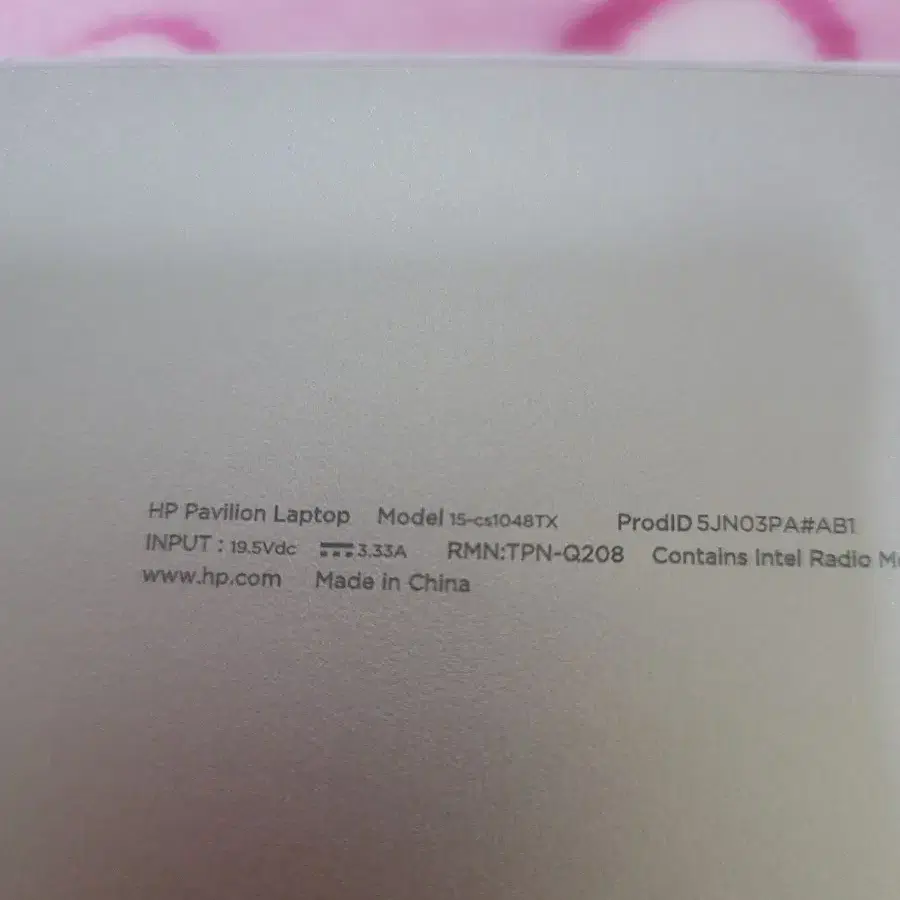 HP Pavilion Laptop Model 15-cs1048TX ProdID 5JN03PA#AB1
INPUT : 19.5Vdc ⎓ 3.33A RMN:TPN-Q208 Contains Intel Radio
www.hp.com Made in China